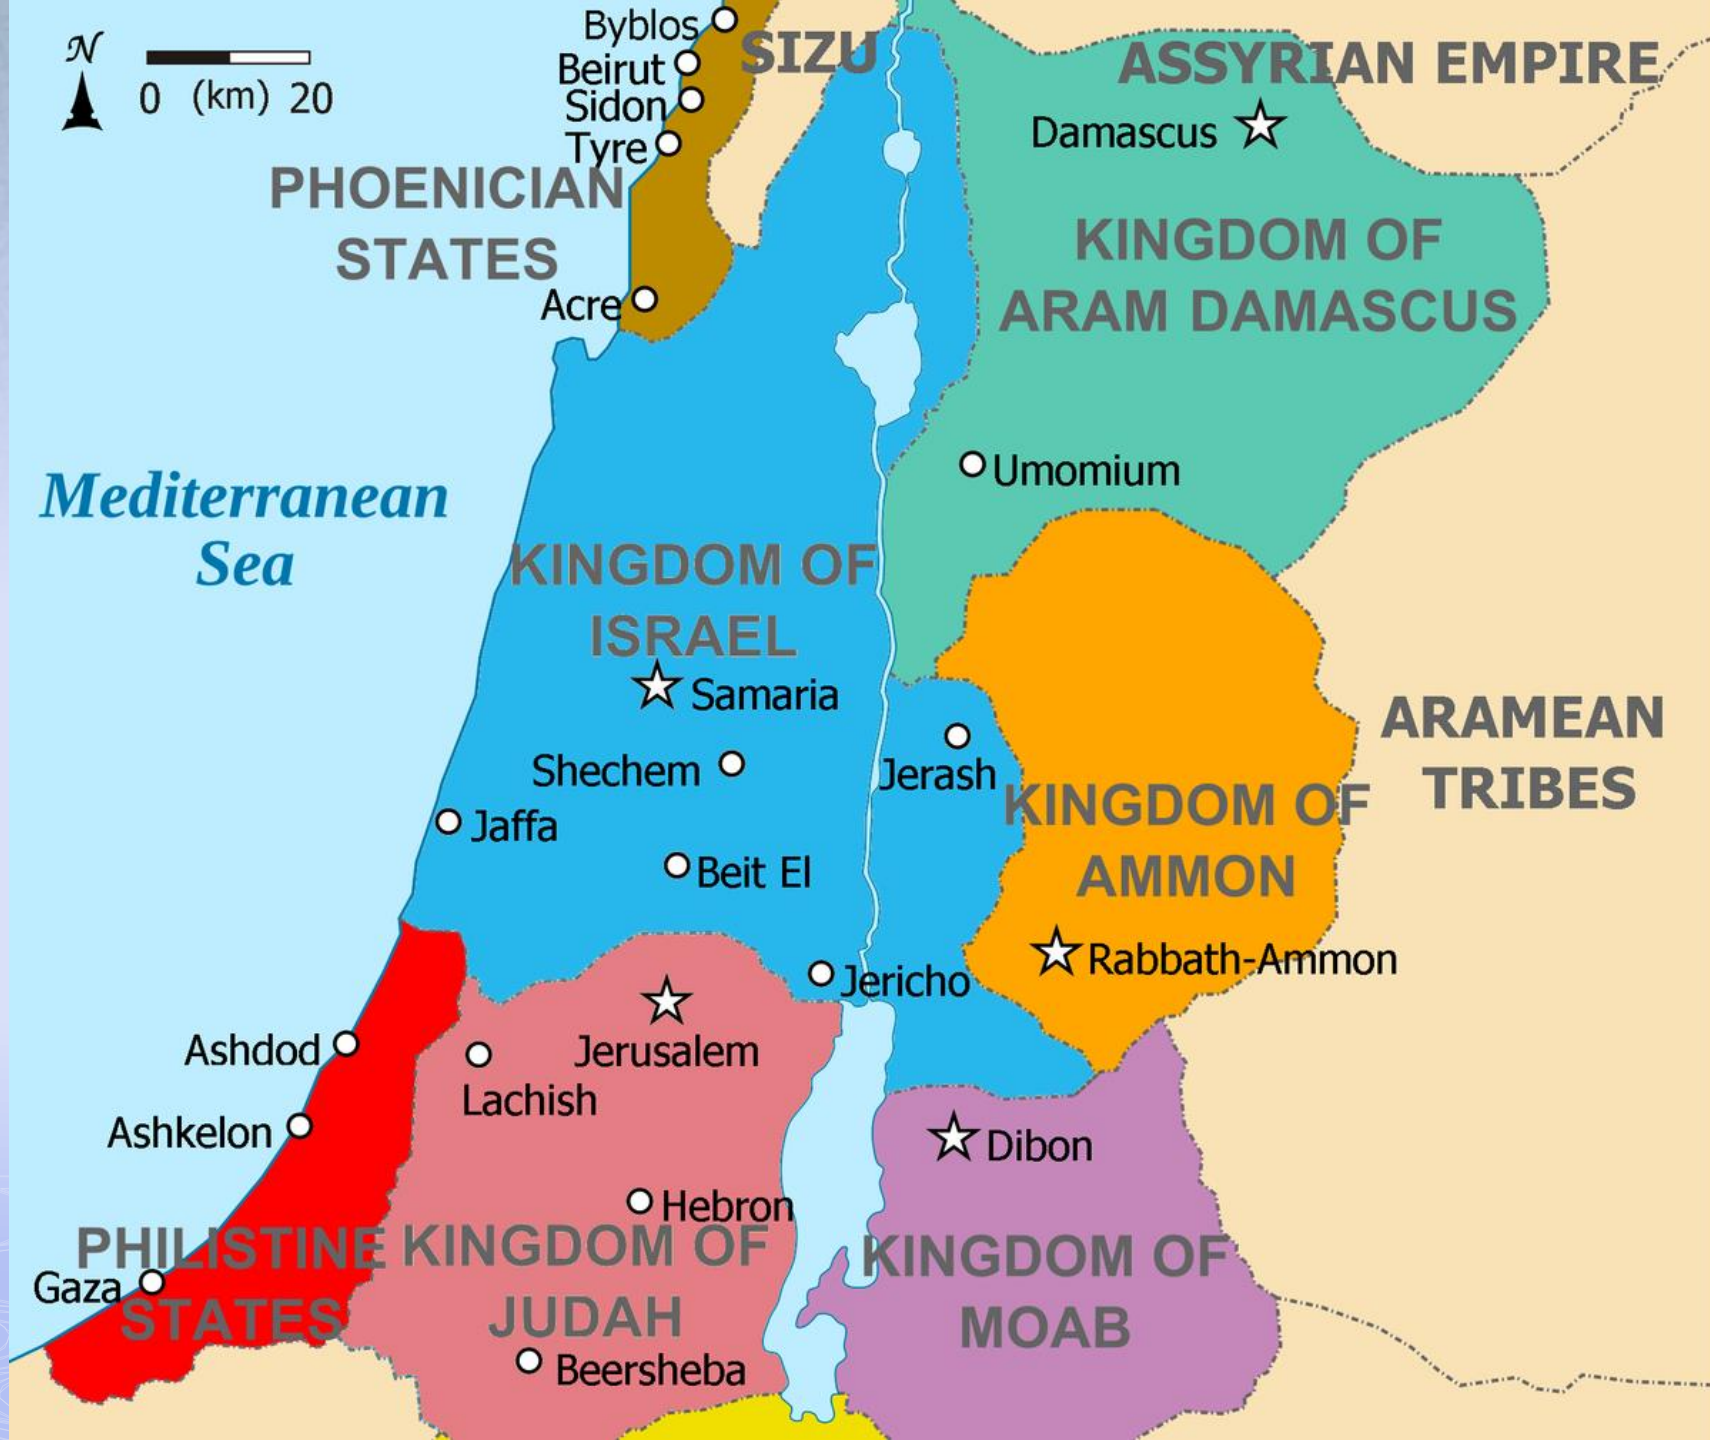 Byblos
SIZU
N
0 (km) 20
Beirut
ASSYRIAN EMPIRE
Sidon
Damascus
Tyre
PHOENICIAN
STATES
KINGDOM OF
ARAM DAMASCUS
Acre
Umomium
Mediterranean
Sea
KINGDOM OF
ISRAEL
Samaria
ARAMEAN
TRIBES
Shechem
Jerash
KINGDOM OF
AMMON
Jaffa
Beit El
Rabbath-Ammon
Jericho
Ashdod
Jerusalem
Lachish
Ashkelon
Dibon
Hebron
PHILISTINE
STATES
KINGDOM OF
JUDAH
KINGDOM OF
MOAB
Gaza
Beersheba